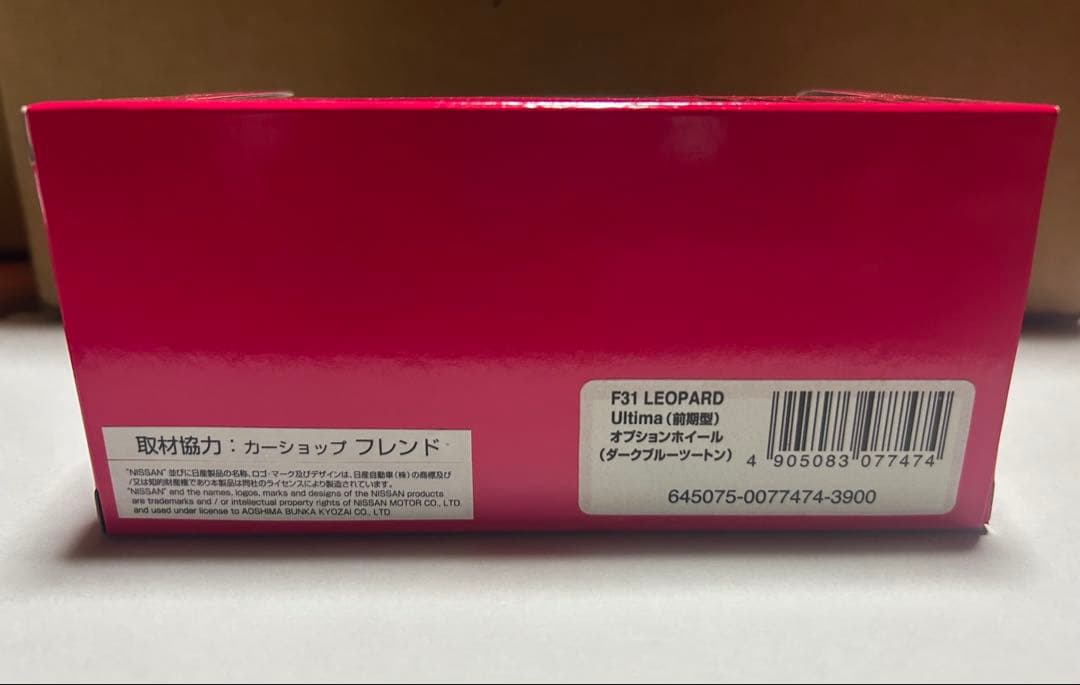 取材協力：カーショップ フレンド
"NISSAN" 並びに日産製品の名称、ロゴ・マーク及びデザインは、日産自動車（株）の商標及び
/又は知的財産権であり本製品は同社のライセンスにより製造されています。
"NISSAN" and the names, logos, marks and designs of the NISSAN products
are trademarks and / or intellectual property rights of NISSAN MOTOR CO., LTD.
and used under license to AOSHIMA BUNKA KYOZAI CO., LTD
F31 LEOPARD
Ultima（前期型）
オプションホイール
（ダークブルーツートン）
4 905083 077474
645075-0077474-3900